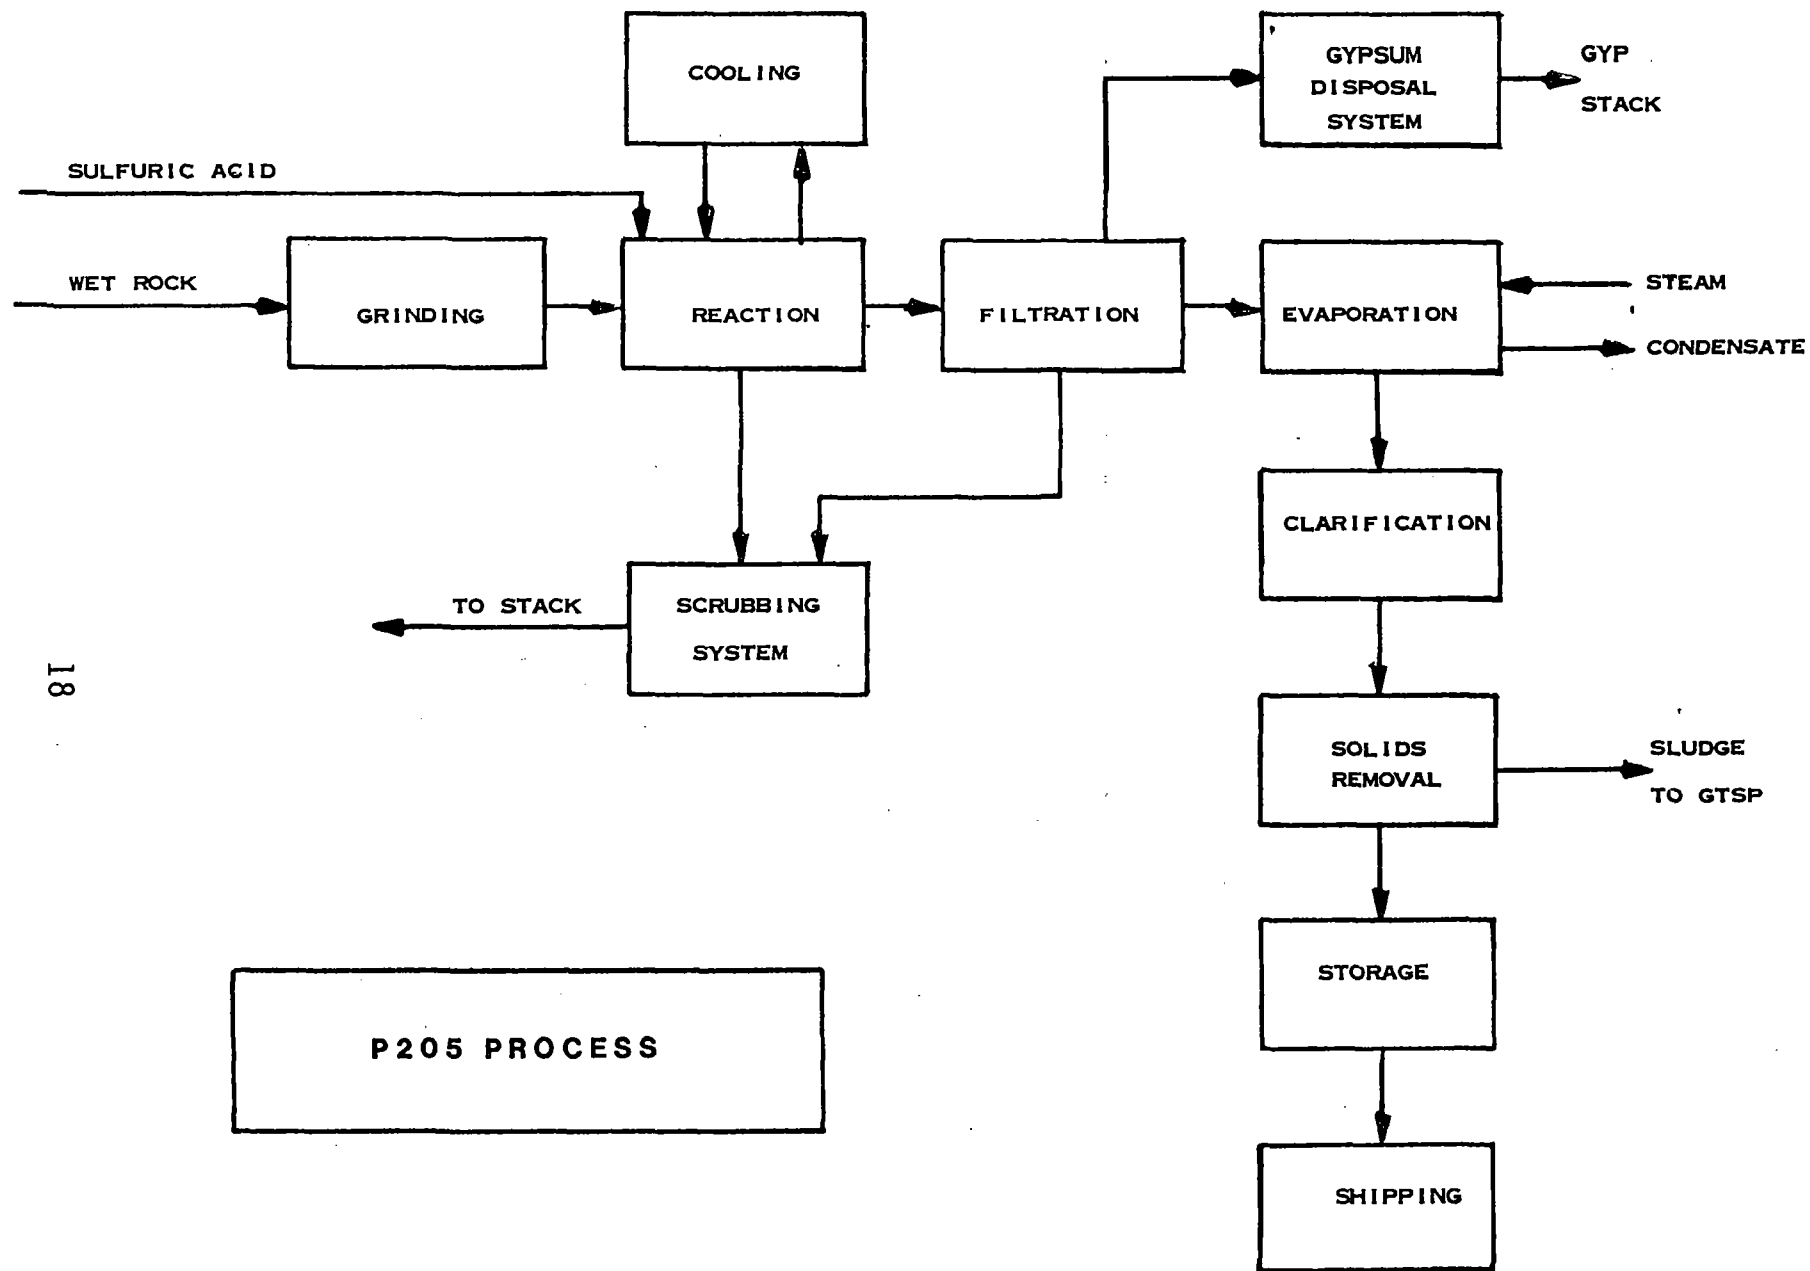 COOLING
GYPSUM
DISPOSAL
SYSTEM
GYP
STACK
SULFURIC ACID
WET ROCK
GRINDING
REACTION
FILTRATION
EVAPORATION
STEAM
CONDENSATE
CLARIFICATION
TO STACK
SCRUBBING
SYSTEM
18
SOLIDS
REMOVAL
SLUDGE
TO GTSP
STORAGE
P205 PROCESS
SHIPPING